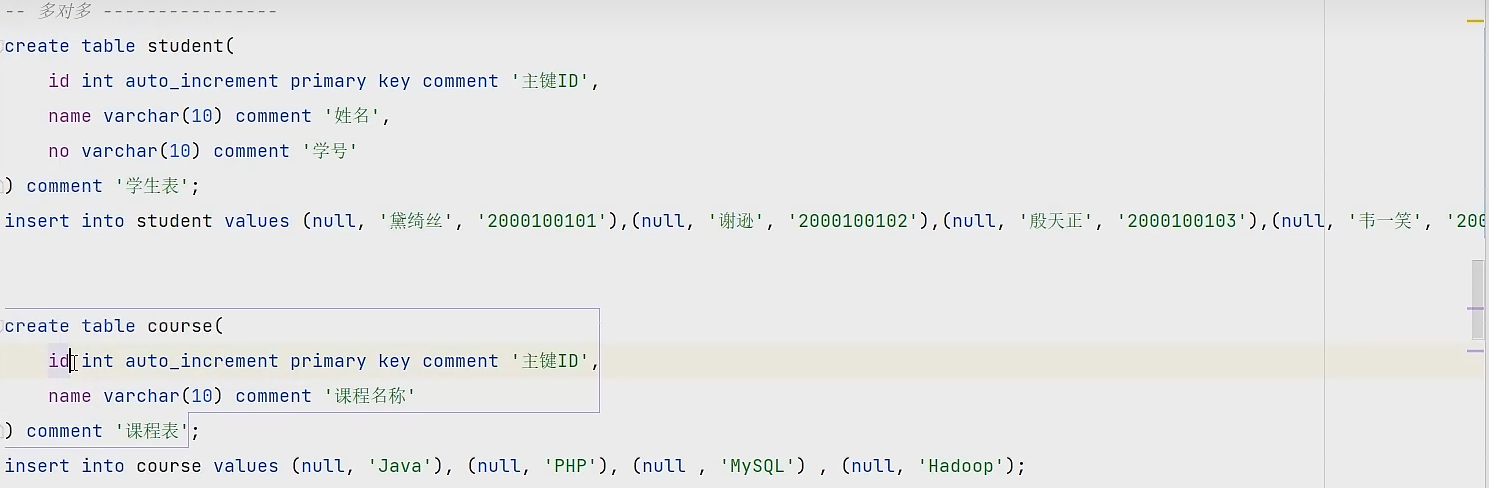 -- 多对多 ----------------
create table student(
    id int auto_increment primary key comment '主键ID',
    name varchar(10) comment '姓名',
    no varchar(10) comment '学号'
) comment '学生表';
insert into student values (null, '黛绮丝', '2000100101'),(null, '谢逊', '2000100102'),(null, '殷天正', '2000100103'),(null, '韦一笑', '200
create table course(
    id int auto_increment primary key comment '主键ID',
    name varchar(10) comment '课程名称'
) comment '课程表';
insert into course values (null, 'Java'), (null, 'PHP'), (null , 'MySQL') , (null, 'Hadoop');